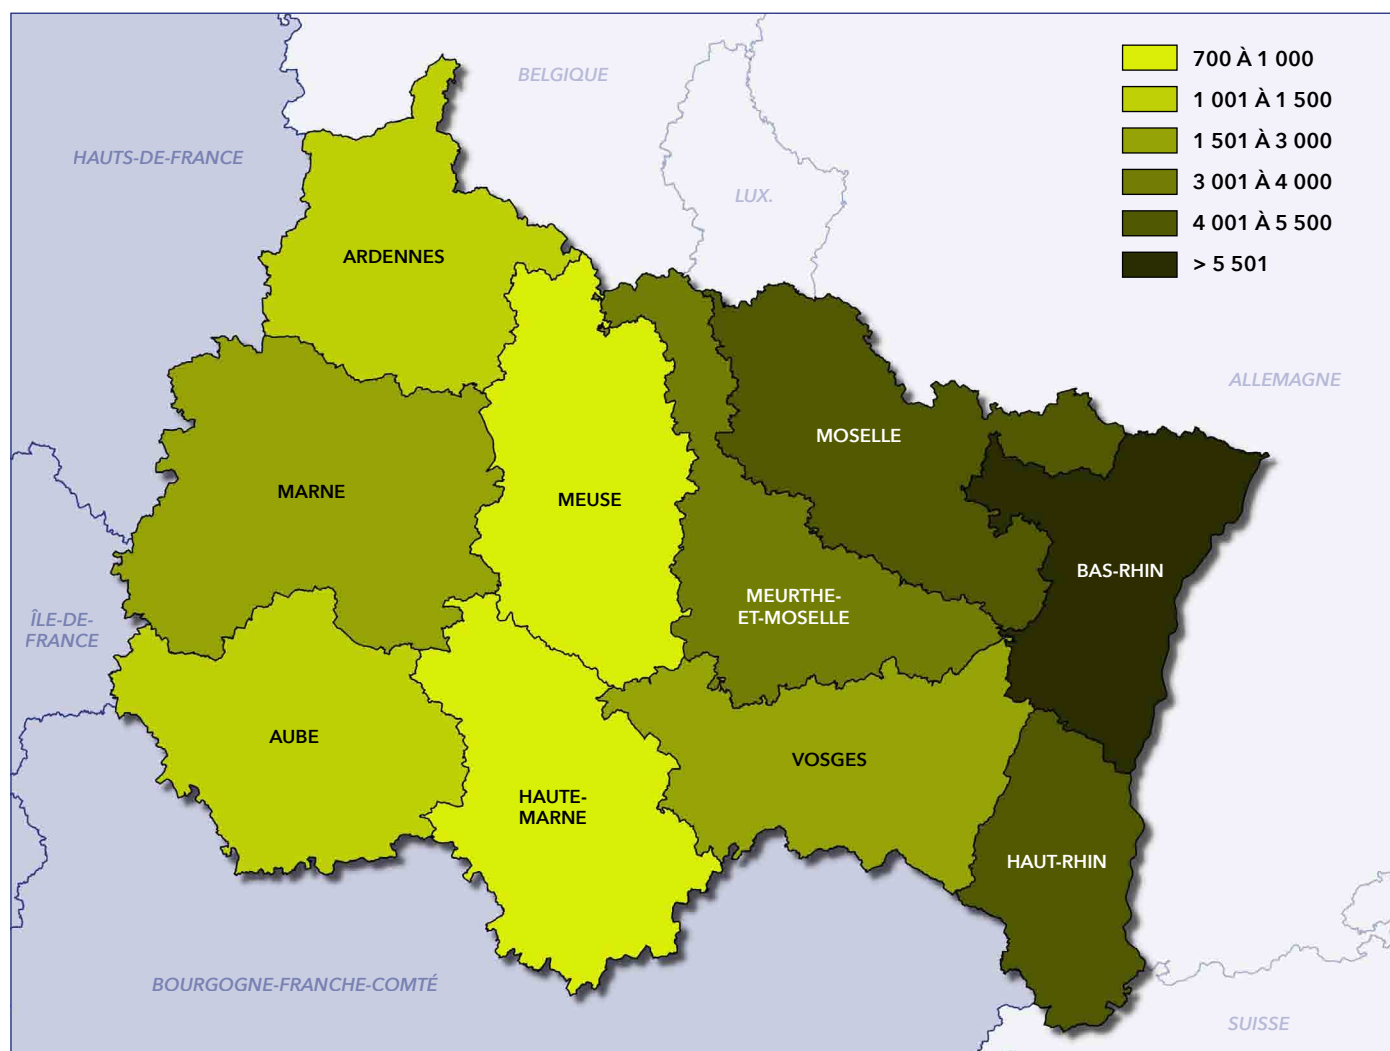 700 À 1 000
1 001 À 1 500
1 501 À 3 000
3 001 À 4 000
4 001 À 5 500
> 5 501
BELGIQUE
HAUTS-DE-FRANCE
LUX.
ARDENNES
ALLEMAGNE
MOSELLE
MARNE
MEUSE
BAS-RHIN
MEURTHE-
ET-MOSELLE
ÎLE-DE-
FRANCE
AUBE
VOSGES
HAUTE-
MARNE
HAUT-RHIN
BOURGOGNE-FRANCHE-COMTÉ
SUISSE